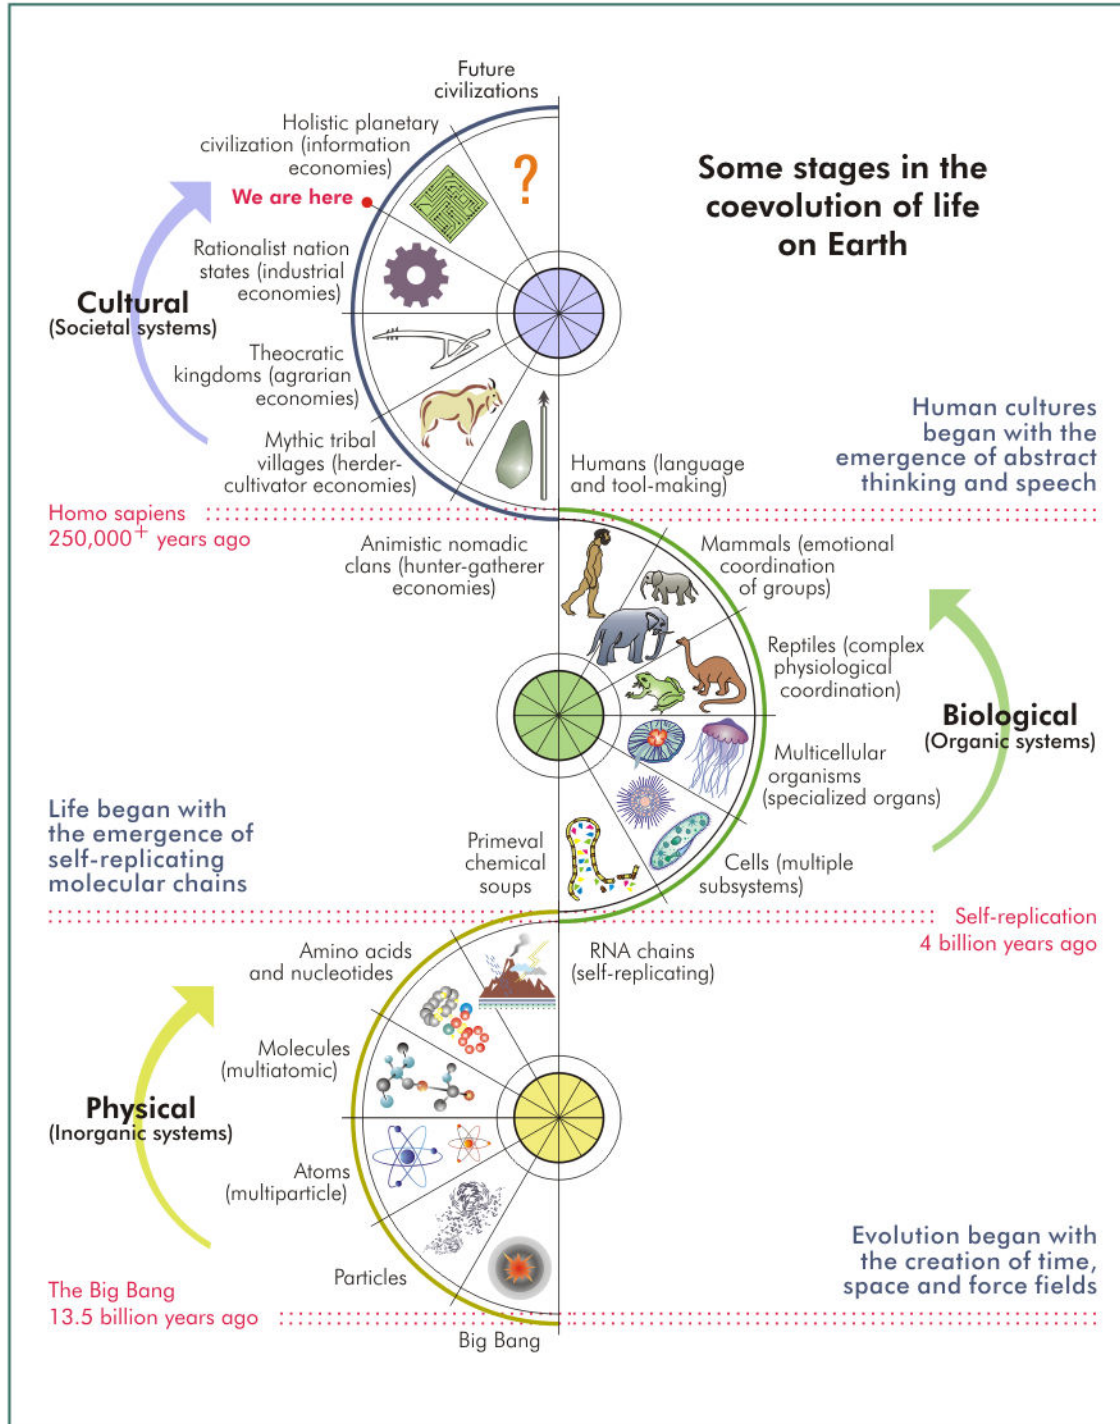 Future
civilizations
Holistic planetary
civilization (information
economies)
We are here
?
Some stages in the
coevolution of life
on Earth
Rationalist nation
states (industrial
economies)
Cultural
(Societal systems)
Theocratic
kingdoms (agrarian
economies)
Mythic tribal
villages (herder-
cultivator economies)
Humans (language
and tool-making)
Human cultures
began with the
emergence of abstract
thinking and speech
Homo sapiens
250,000+ years ago
Animistic nomadic
clans (hunter-gatherer
economies)
Mammals (emotional
coordination
of groups)
Reptiles (complex
physiological
coordination)
Biological
(Organic systems)
Multicellular
organisms
(specialized organs)
Life began with
the emergence of
self-replicating
molecular chains
Primeval
chemical
soups
Cells (multiple
subsystems)
Self-replication
4 billion years ago
Amino acids
and nucleotides
RNA chains
(self-replicating)
Molecules
(multiatomic)
Physical
(Inorganic systems)
Atoms
(multiparticle)
Particles
Evolution began with
the creation of time,
space and force fields
The Big Bang
13.5 billion years ago
Big Bang